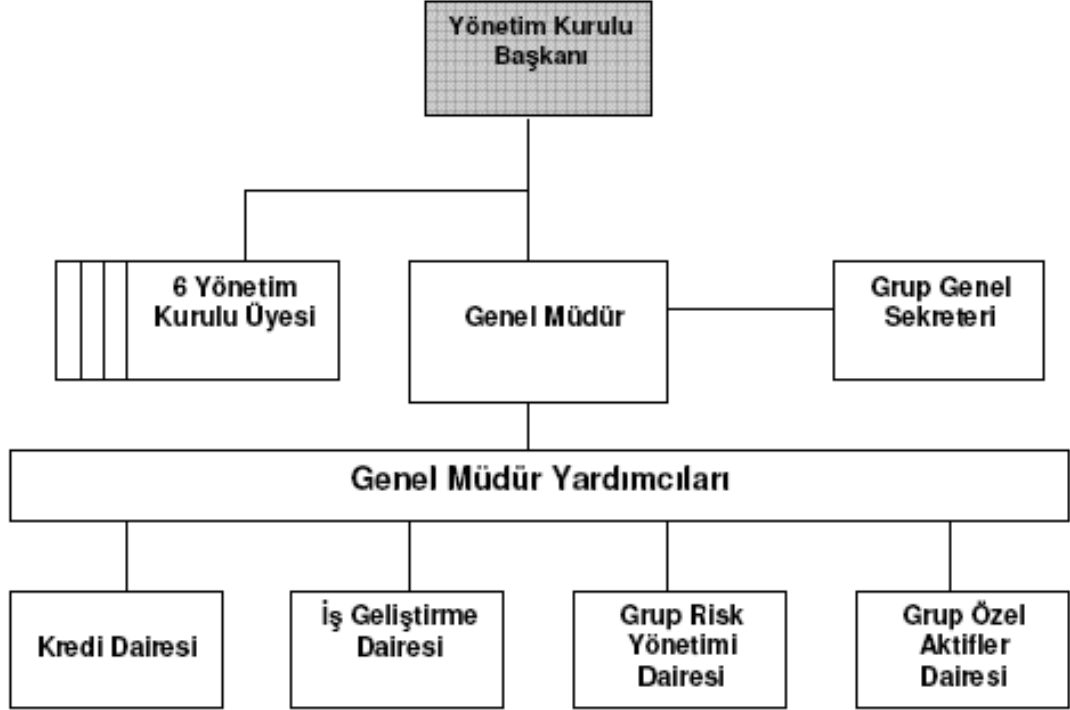 Yönetim Kurulu
Başkanı
6 Yönetim
Kurulu Üyesi
Genel Müdür
Grup Genel
Sekreteri
Genel Müdür Yardımcıları
Kredi Dairesi
İş Geliştirme
Dairesi
Grup Risk
Yönetimi
Dairesi
Grup Özel
Aktifler
Dairesi